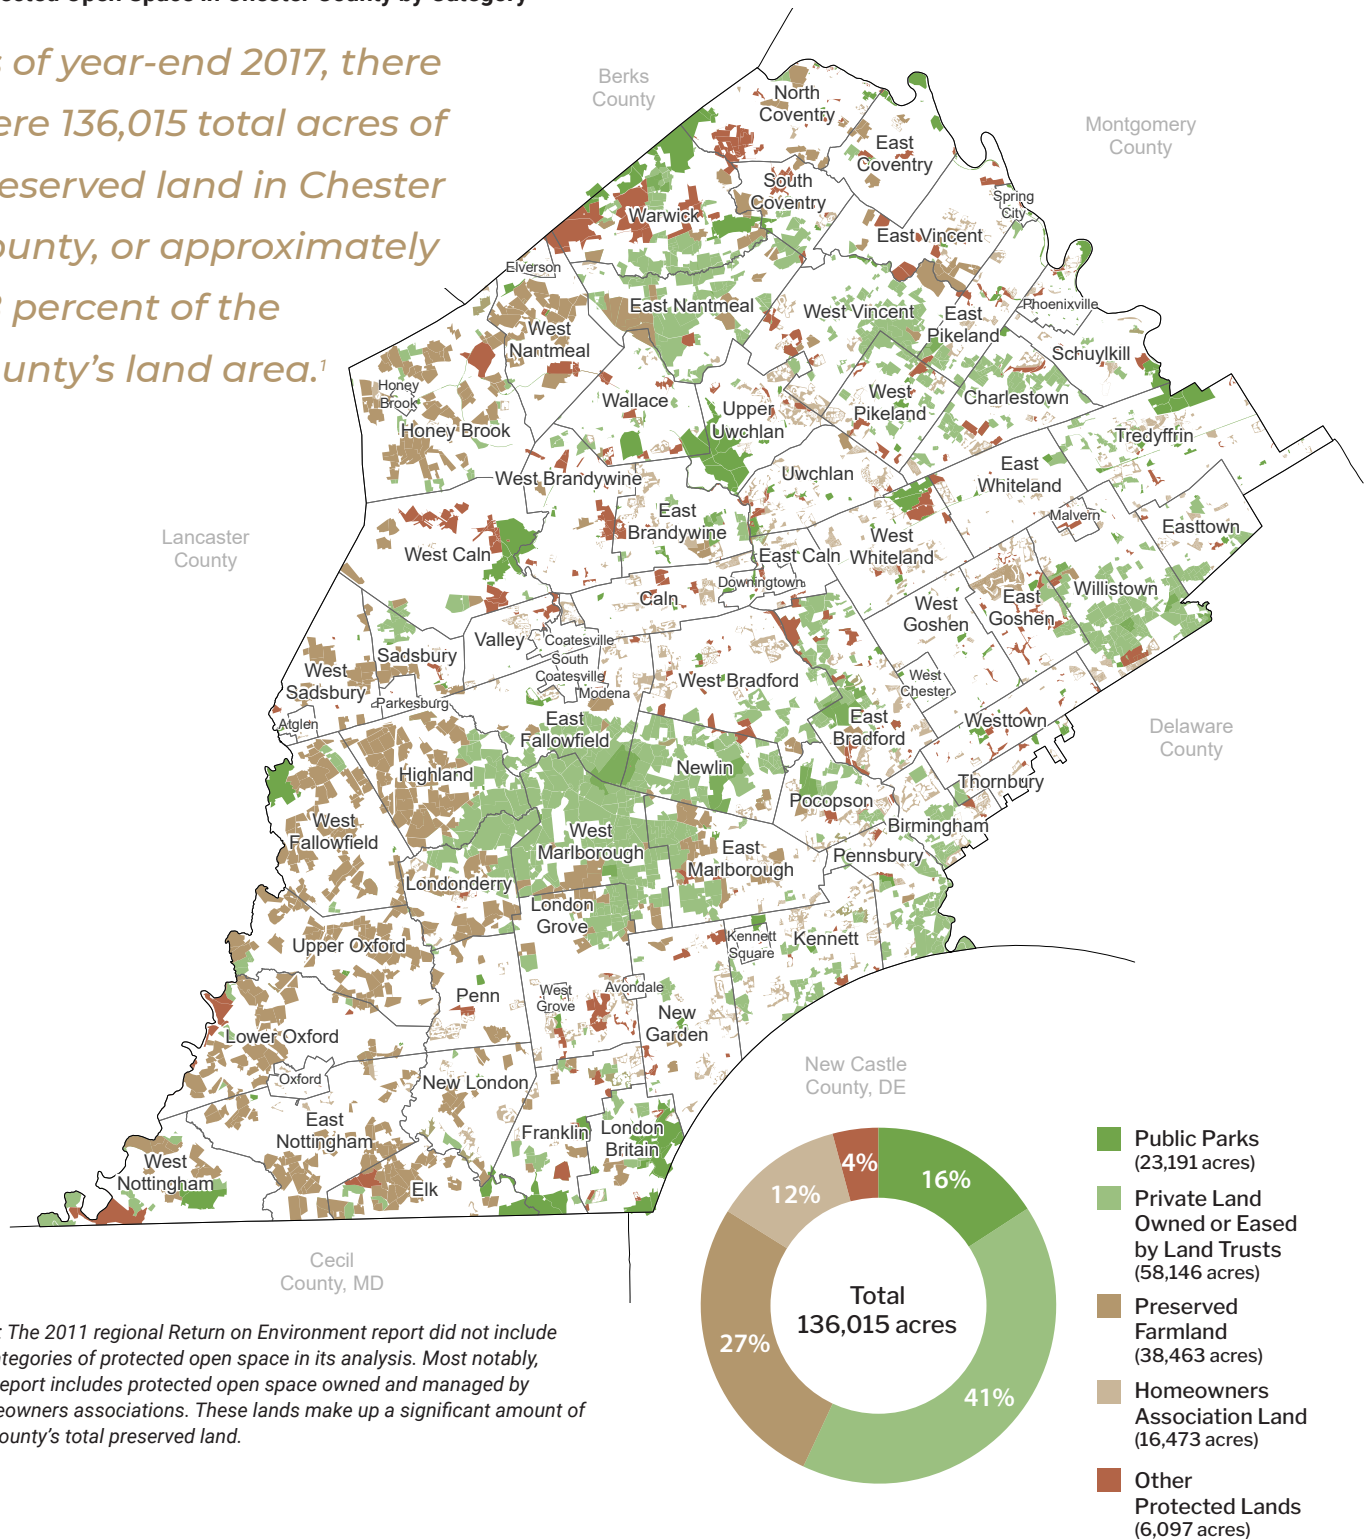 Open Space in Chester County by Category
of year-end 2017, there
136,015 total acres of
land in Chester
or approximately
percent of the
land area.¹
Berks
County
Montgomery
County
Lancaster
County
Delaware
County
New Castle
County, DE
Cecil
County, MD
North
Coventry
East
Coventry
South
Coventry
Spring
City
Warwick
East Vincent
Elverson
East Nantmeal
West Vincent
Phoenixville
East
Pikeland
West
Nantmeal
Schuylkill
Honey
Brook
Wallace
West
Pikeland
Charlestown
Upper
Uwchlan
Honey Brook
Tredyffrin
West Brandywine
Uwchlan
East
Whiteland
Malvern
East
Brandywine
Easttown
West Caln
East Caln
West
Whiteland
Downingtown
Caln
East
Goshen
Willistown
West
Goshen
Valley
Coatesville
Sadsbury
South
Coatesville
West
Sadsbury
Modena
West Bradford
West
Chester
Parkesburg
Atglen
East
Fallowfield
East
Bradford
Westtown
Highland
Newlin
Thornbury
Pocopson
West
Fallowfield
West
Marlborough
Birmingham
East
Marlborough
Pennsbury
Londonderry
London
Grove
Upper Oxford
Kennett
Square
Kennett
Penn
West
Grove
Avondale
New
Garden
Lower Oxford
Oxford
New London
East
Nottingham
Franklin
London
Britain
West
Nottingham
Elk
4%
16%
12%
27%
41%
Total
136,015 acres
Public Parks
(23,191 acres)
Private Land
Owned or Eased
by Land Trusts
(58,146 acres)
Preserved
Farmland
(38,463 acres)
Homeowners
Association Land
(16,473 acres)
Other
Protected Lands
(6,097 acres)
: The 2011 regional Return on Environment report did not include
of protected open space in its analysis. Most notably,
report includes protected open space owned and managed by
associations. These lands make up a significant amount of
total preserved land.